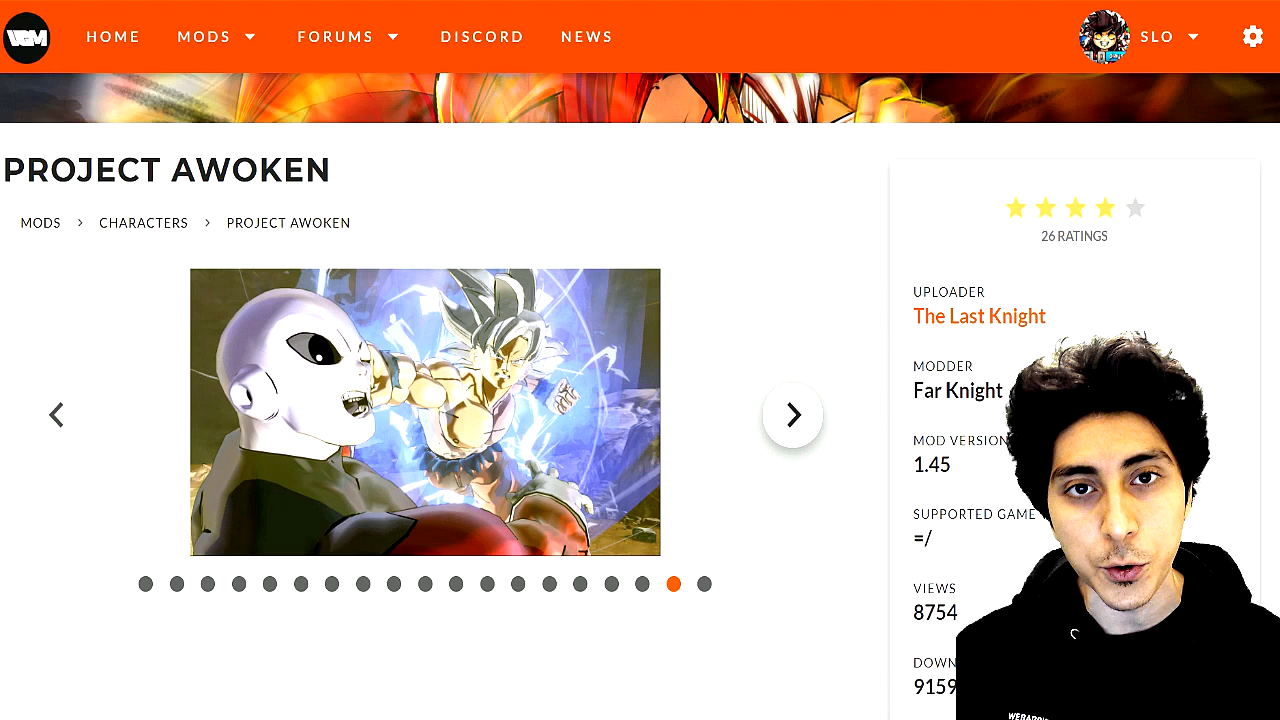 VGM
HOME
MODS
FORUMS
DISCORD
NEWS
SLO
PROJECT AWOKEN
MODS > CHARACTERS > PROJECT AWOKEN
26 RATINGS
UPLOADER
The Last Knight
MODDER
Far Knight
MOD VERSION
1.45
SUPPORTED GAME
=/
VIEWS
8754
DOWN
9159